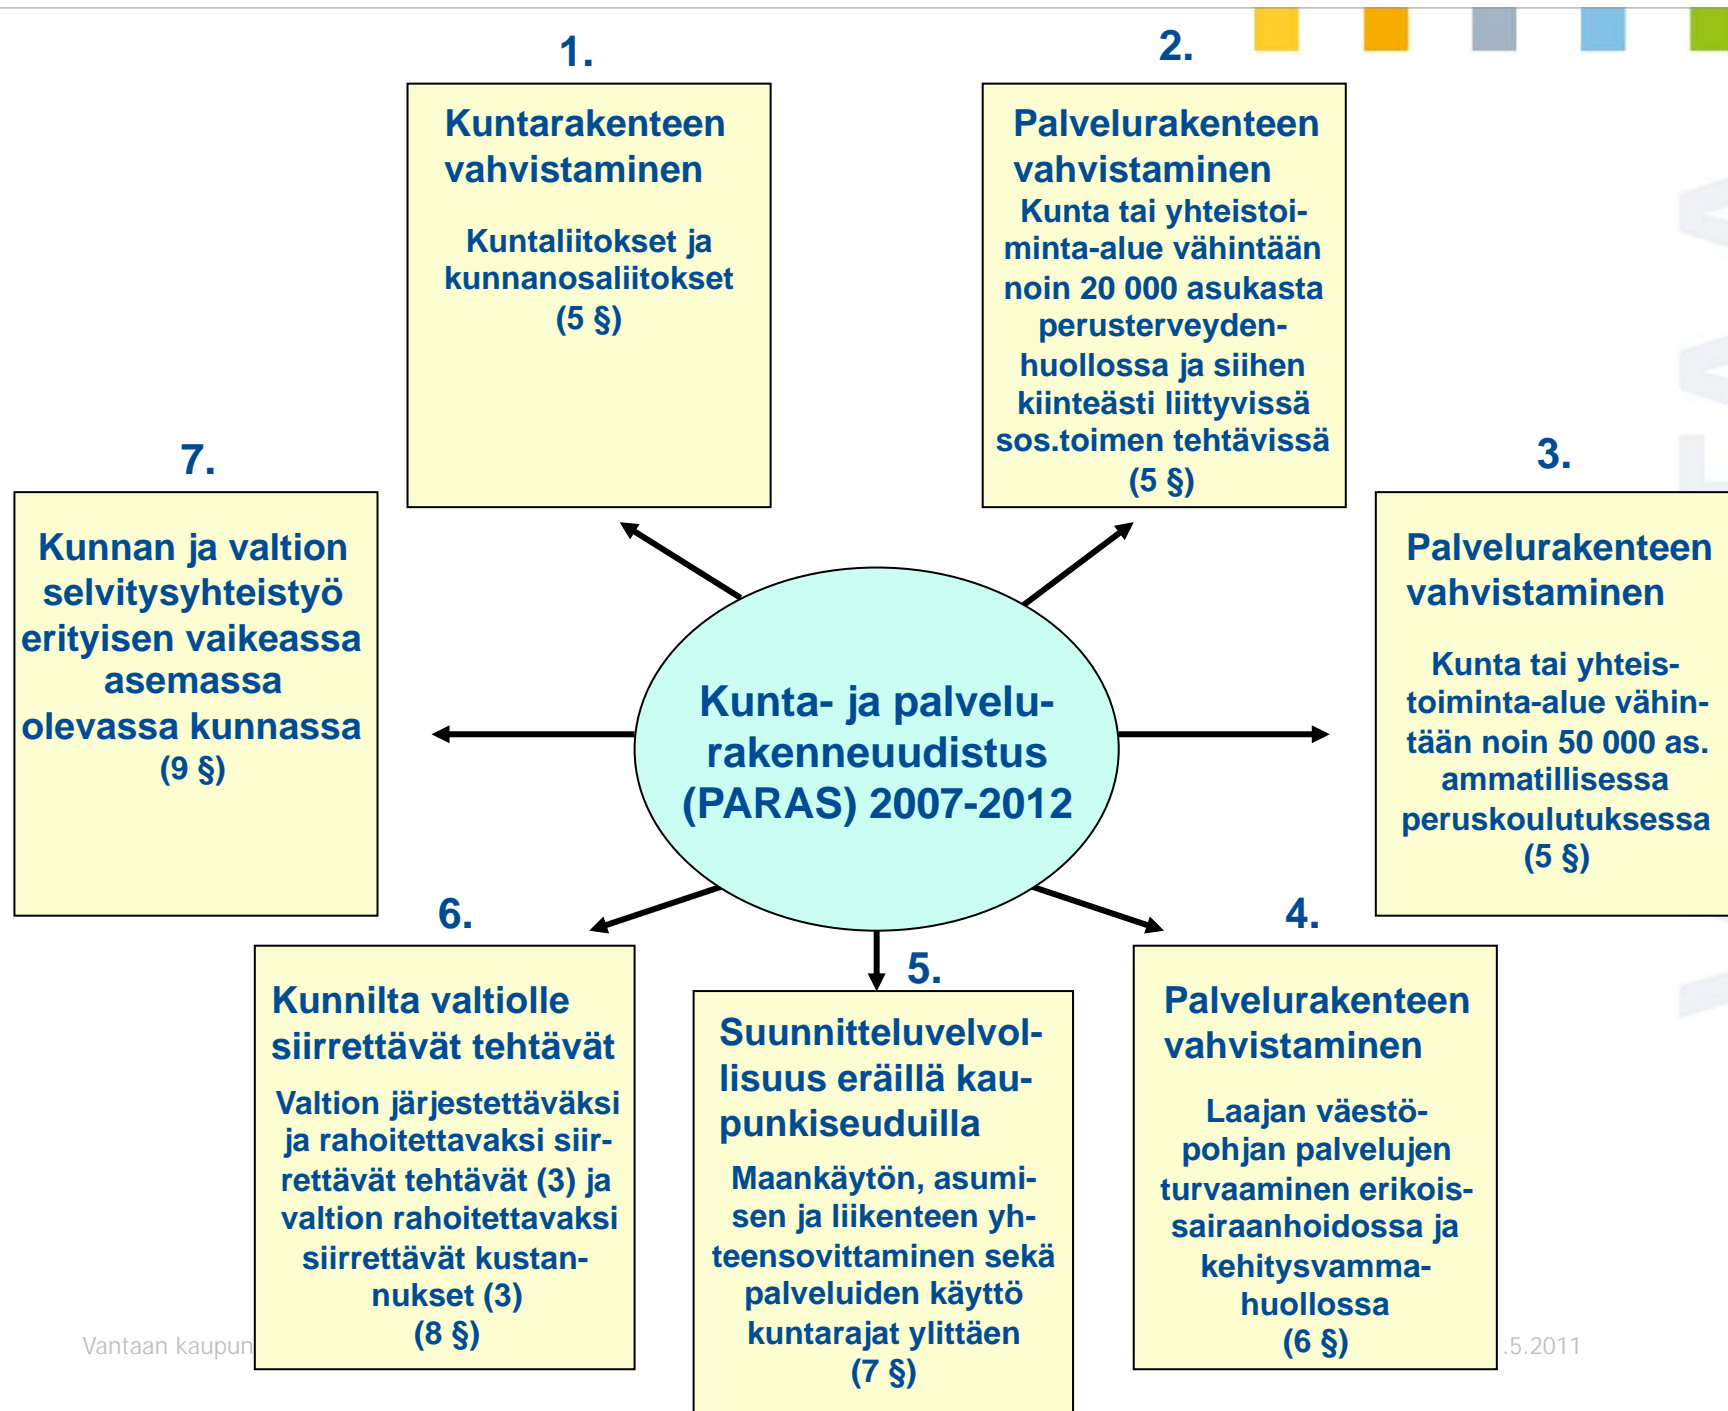 1.
Kuntarakenteen
vahvistaminen
Kuntaliitokset ja
kunnanosaliitokset
(5 §)
2.
Palvelurakenteen
vahvistaminen
Kunta tai yhteistoi-
minta-alue vähintään
noin 20 000 asukasta
perusterveyden-
huollossa ja siihen
kiinteästi liittyvissä
sos.toimen tehtävissä
(5 §)
3.
Palvelurakenteen
vahvistaminen
Kunta tai yhteis-
toiminta-alue vähin-
tään noin 50 000 as.
ammatillisessa
peruskoulutuksessa
(5 §)
4.
Palvelurakenteen
vahvistaminen
Laajan väestö-
pohjan palvelujen
turvaaminen erikois-
sairaanhoidossa ja
kehitysvamma-
huollossa
(6 §)
5.
Suunnitteluvelvol-
lisuus eräillä kau-
punkiseuduilla
Maankäytön, asumi-
sen ja liikenteen yh-
teensovittaminen sekä
palveluiden käyttö
kuntarajat ylittäen
(7 §)
6.
Kunnilta valtiolle
siirrettävät tehtävät
Valtion järjestettäväksi
ja rahoitettavaksi siir-
rettävät tehtävät (3) ja
valtion rahoitettavaksi
siirrettävät kustan-
nukset (3)
(8 §)
7.
Kunnan ja valtion
selvitysyhteistyö
erityisen vaikeassa
asemassa
olevassa kunnassa
(9 §)
Kunta- ja palvelu-
rakenneuudistus
(PARAS) 2007-2012
Vantaan kaupun
.5.2011